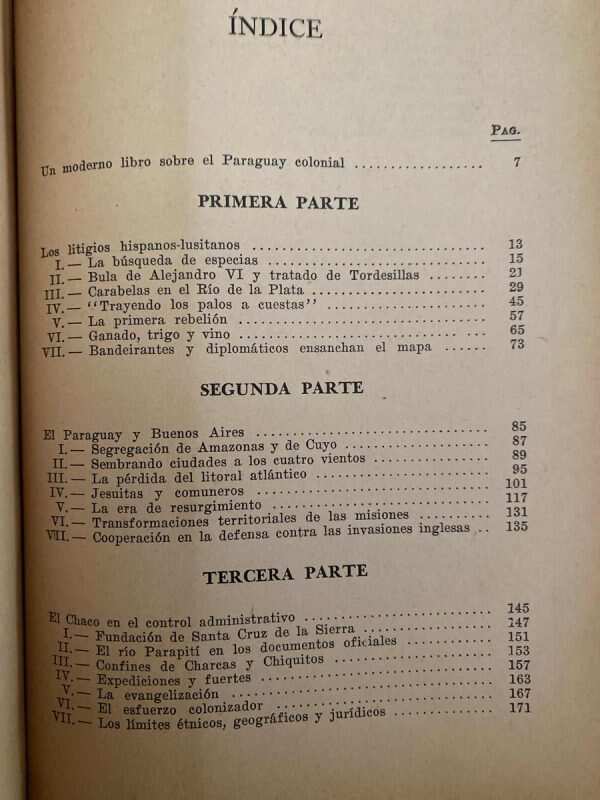 ÍNDICE
PAG.
Un moderno libro sobre el Paraguay colonial .................. 7
PRIMERA PARTE
Los litigios hispanos-lusitanos .................. 13
I. — La búsqueda de especias .................. 15
II. — Bula de Alejandro VI y tratado de Tordesillas ........ 21
III. — Carabelas en el Río de la Plata .................. 29
IV. — "Trayendo los palos a cuestas" .................. 45
V. — La primera rebelión .................. 57
VI. — Ganado, trigo y vino .................. 65
VII. — Bandeirantes y diplomáticos ensanchan el mapa ...... 73
SEGUNDA PARTE
El Paraguay y Buenos Aires .................. 85
I. — Segregación de Amazonas y de Cuyo .................. 87
II. — Sembrando ciudades a los cuatro vientos .................. 89
III. — La pérdida del litoral atlántico .................. 95
IV. — Jesuitas y comuneros .................. 101
V. — La era de resurgimiento .................. 117
VI. — Transformaciones territoriales de las misiones .......... 131
VII. — Cooperación en la defensa contra las invasiones inglesas .. 135
TERCERA PARTE
El Chaco en el control administrativo .................. 145
I. — Fundación de Santa Cruz de la Sierra .................. 147
II. — El río Parapití en los documentos oficiales .......... 151
III. — Confines de Charcas y Chiquitos .................. 153
IV. — Expediciones y fuertes .................. 157
V. — La evangelización .................. 163
VI. — El esfuerzo colonizador .................. 167
VII. — Los límites étnicos, geográficos y jurídicos .............. 171